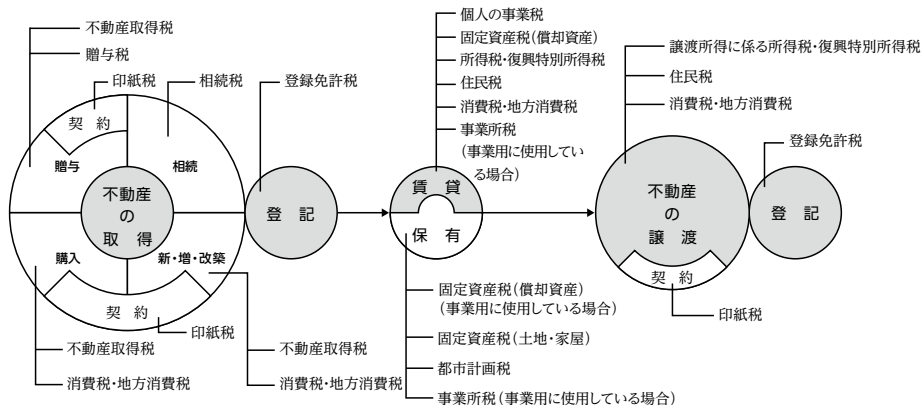 不動産取得税
贈与税
印紙税
相続税
登録免許税
契 約
贈与
相続
不動産
の
取 得
登 記
購入
新・増・改築
契 約
印紙税
不動産取得税
消費税・地方消費税
不動産取得税
消費税・地方消費税
個人の事業税
固定資産税(償却資産)
所得税・復興特別所得税
住民税
消費税・地方消費税
事業所税
(事業用に使用してい
る場合)
賃 貸
保 有
固定資産税(償却資産)
(事業用に使用している場合)
固定資産税(土地・家屋)
都市計画税
事業所税(事業用に使用している場合)
譲渡所得に係る所得税・復興特別所得税
住民税
消費税・地方消費税
登録免許税
不動産
の
譲 渡
登 記
契 約
印紙税